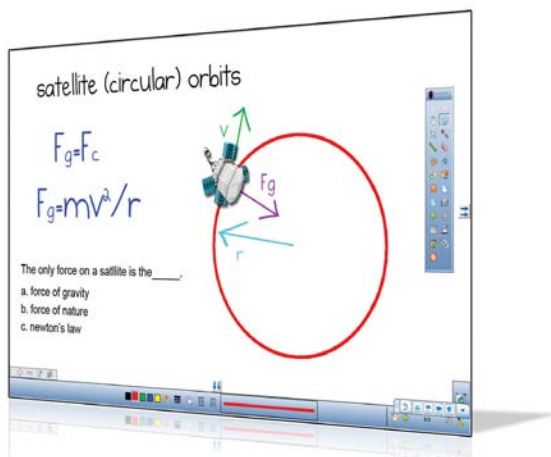 satellite (circular) orbits
Fg=Fc
Fg=mv²/r
v
Fg
r
The only force on a satllite is the_____.
a. force of gravity
b. force of nature
c. newton's law